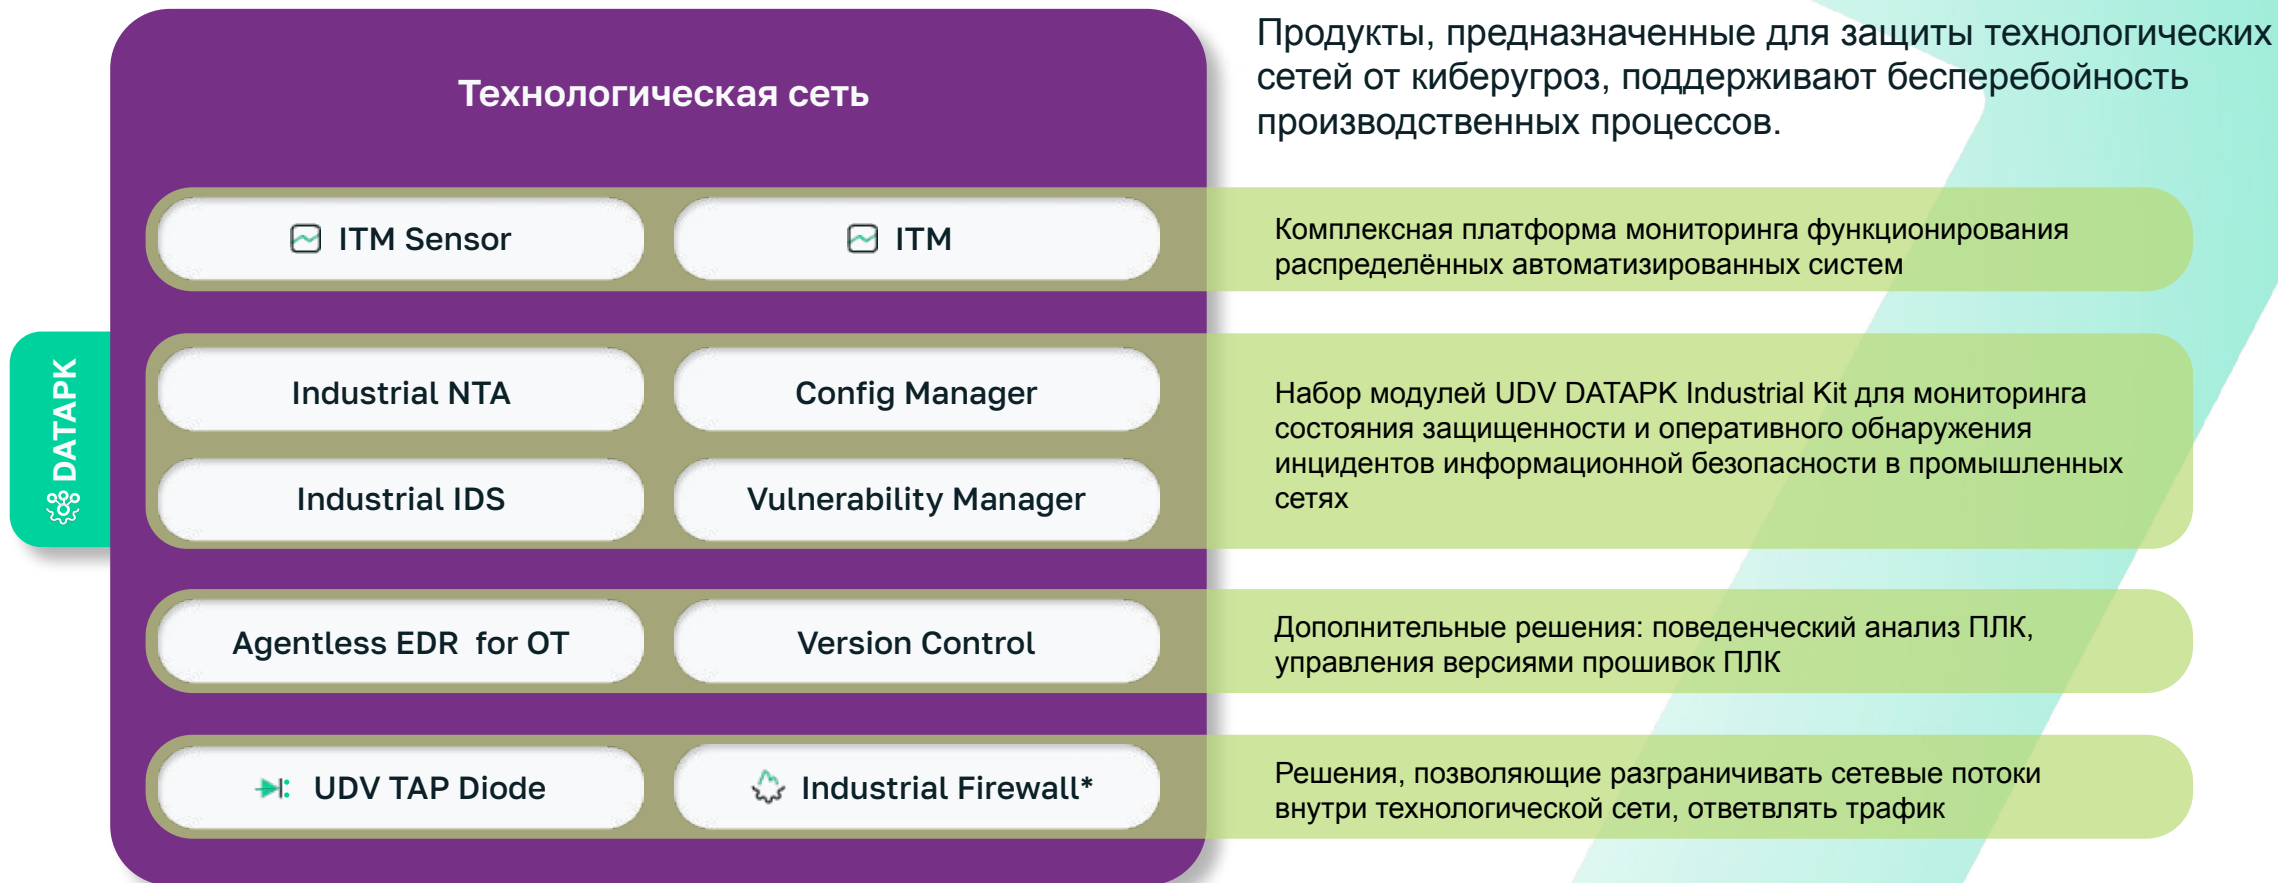 Технологическая сеть
Продукты, предназначенные для защиты технологических
сетей от киберугроз, поддерживают бесперебойность
производственных процессов.
ITM Sensor
ITM
Комплексная платформа мониторинга функционирования
распределённых автоматизированных систем
DATAPK
Industrial NTA
Config Manager
Industrial IDS
Vulnerability Manager
Набор модулей UDV DATAPK Industrial Kit для мониторинга
состояния защищенности и оперативного обнаружения
инцидентов информационной безопасности в промышленных
сетях
Agentless EDR for OT
Version Control
Дополнительные решения: поведенческий анализ ПЛК,
управления версиями прошивок ПЛК
UDV TAP Diode
Industrial Firewall*
Решения, позволяющие разграничивать сетевые потоки
внутри технологической сети, ответвлять трафик